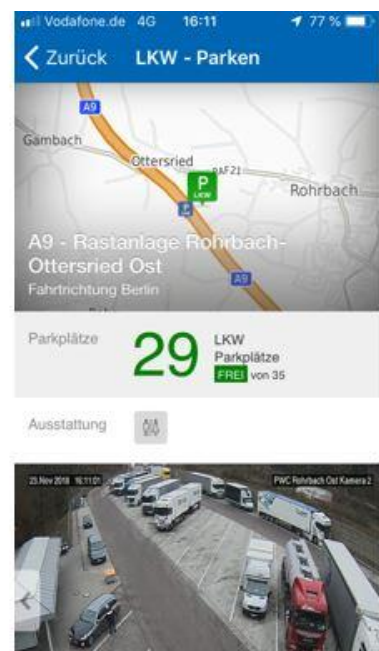 Vodafone.de 4G 16:11 77 %
Zurück LKW - Parken
A9
Gambach
Ottersried
PAF21
P
LKW
Rohrbach
P
A9 - Rastanlage Rohrbach-
Ottersried Ost
A9
Fahrtrichtung Berlin
Parkplätze
29
LKW
Parkplätze
FREI von 35
Ausstattung
23.Nov 2018 16:11:01 PWC Rohrbach Ost Kamera 2